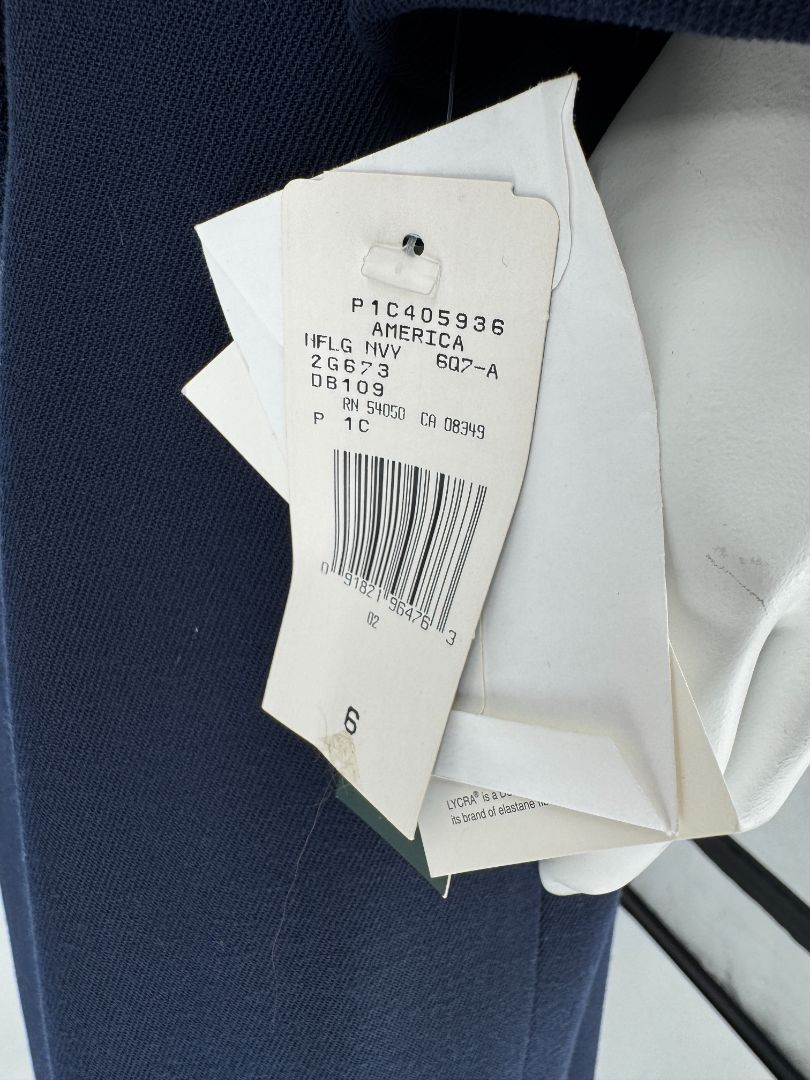 P1C405936
AMERICA
NFLG NVY 6Q7-A
2G673
DB109
RN 54050 CA 08349
P 1C
0 91821 96476 3
02
6
LYCRA® is a
its brand of elastane